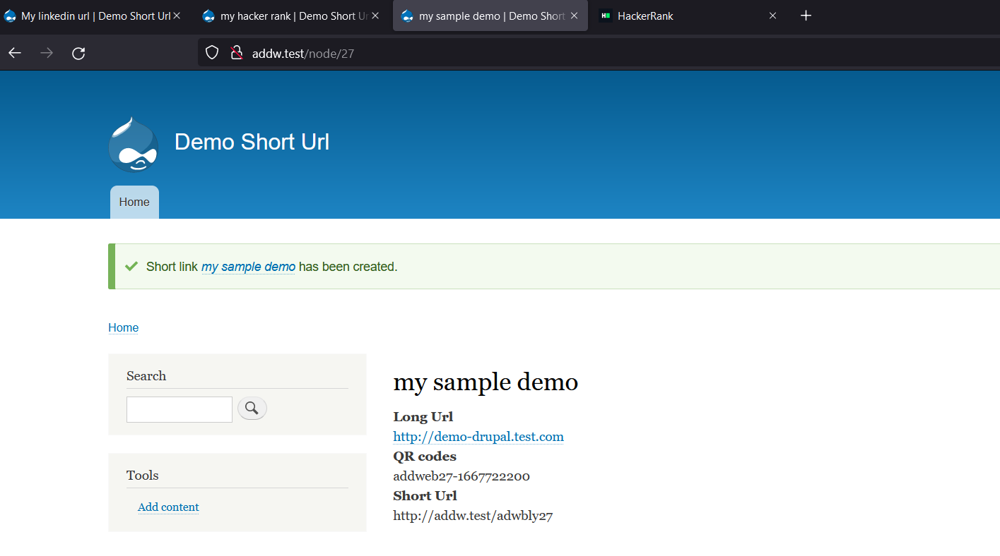 My linkedin url | Demo Short Url
my hacker rank | Demo Short Ur
my sample demo | Demo Short
HackerRank
addw.test/node/27
Demo Short Url
Home
Short link my sample demo has been created.
Home
Search
Tools
Add content
my sample demo
Long Url
http://demo-drupal.test.com
QR codes
addweb27-1667722200
Short Url
http://addw.test/adwbly27